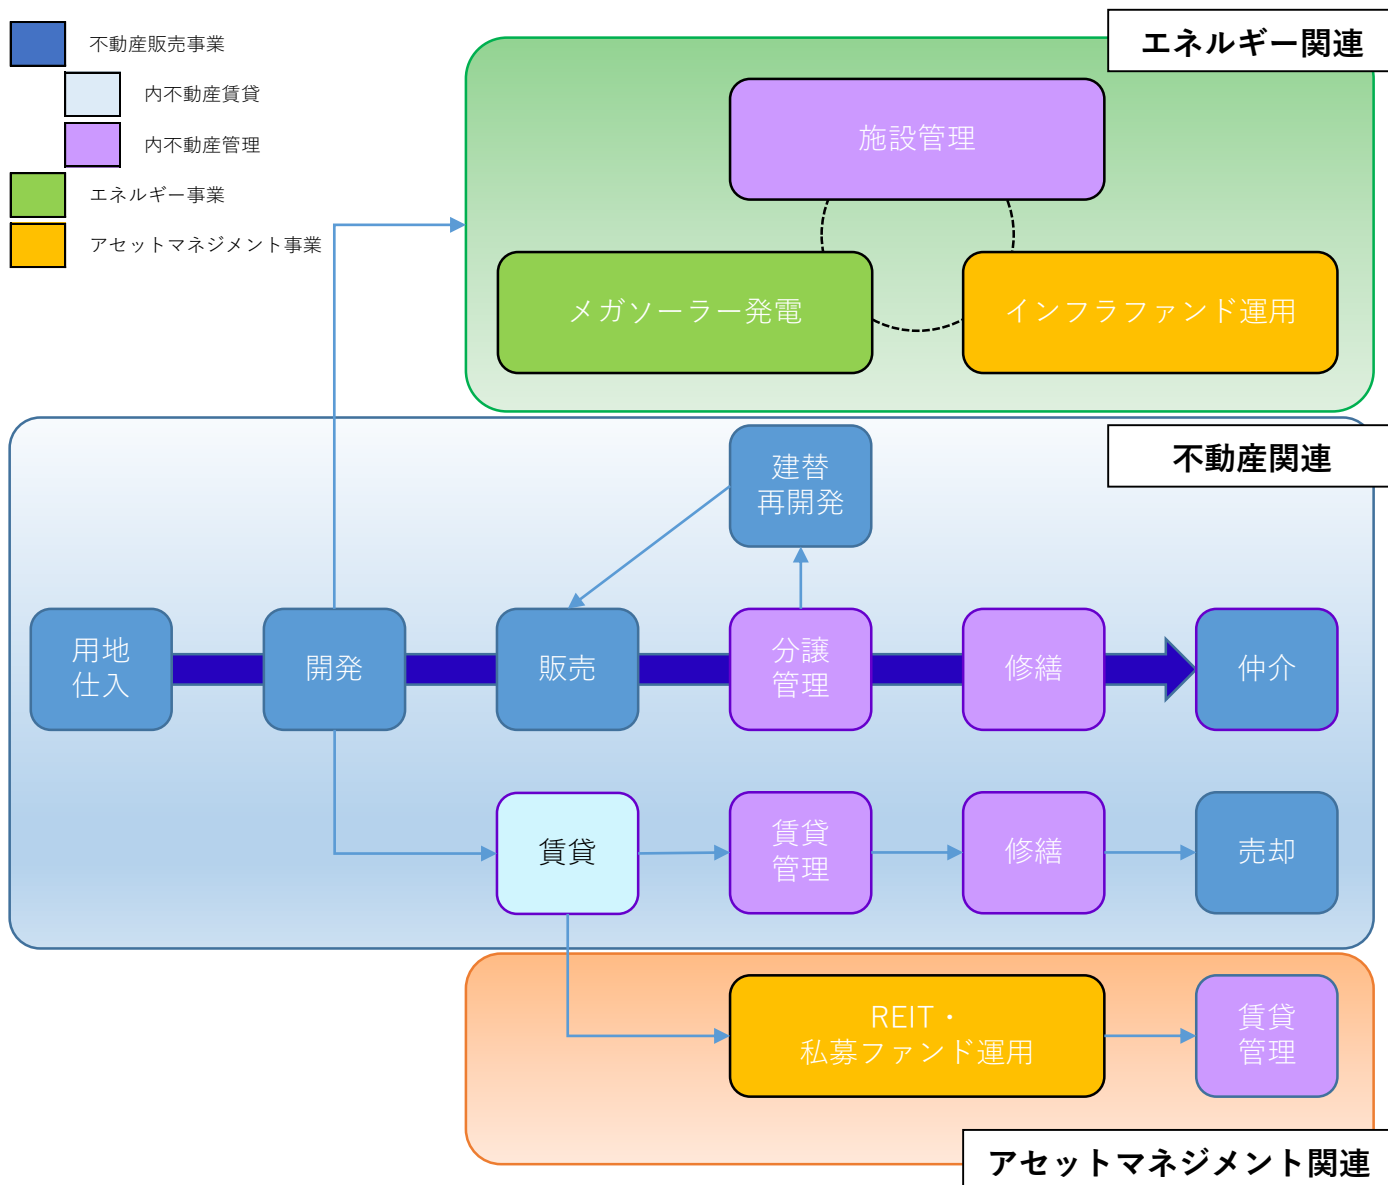 不動産販売事業
内不動産賃貸
内不動産管理
エネルギー事業
アセットマネジメント事業
エネルギー関連
施設管理
メガソーラー発電
インフラファンド運用
不動産関連
建替
再開発
用地
仕入
開発
販売
分譲
管理
修繕
仲介
賃貸
賃貸
管理
修繕
売却
REIT・
私募ファンド運用
賃貸
管理
アセットマネジメント関連